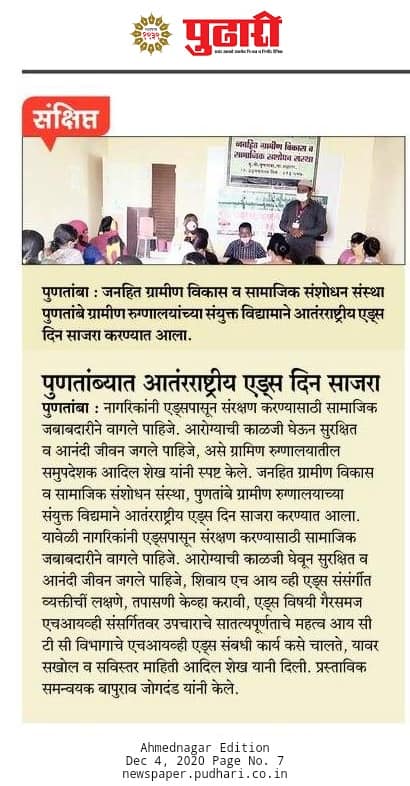 पुढारी
संक्षिप्त
जनहित ग्रामीण विकास व
सामाजिक संशोधन संस्था
पुणतांबा : जनहित ग्रामीण विकास व सामाजिक संशोधन संस्था
पुणतांबे ग्रामीण रुग्णालयांच्या संयुक्त विद्यामाने आतंरराष्ट्रीय एड्स
दिन साजरा करण्यात आला.
पुणतांब्यात आतंरराष्ट्रीय एड्स दिन साजरा
पुणतांबा : नागरिकांनी एड्सपासून संरक्षण करण्यासाठी सामाजिक
जबाबदारीने वागले पाहिजे. आरोग्याची काळजी घेऊन सुरक्षित
व आनंदी जीवन जगले पाहिजे, असे ग्रामिण रुग्णालयातील
समुपदेशक आदिल शेख यांनी स्पष्ट केले. जनहित ग्रामीण विकास
व सामाजिक संशोधन संस्था, पुणतांबे ग्रामीण रुग्णालयाच्या
संयुक्त विद्यमाने आतंरराष्ट्रीय एड्स दिन साजरा करण्यात आला.
यावेळी नागरिकांनी एड्सपासून संरक्षण करण्यासाठी सामाजिक
जबाबदारीने वागले पाहिजे. आरोग्याची काळजी घेवून सुरक्षित व
आनंदी जीवन जगले पाहिजे, शिवाय एच आय व्ही एड्स संसंर्गीत
व्यक्तीचीं लक्षणे, तपासणी केव्हा करावी, एड्स विषयी गैरसमज
एचआयव्ही संसर्गितवर उपचाराचे सातत्यपूर्णताचे महत्व आय सी
टी सी विभागाचे एचआयव्ही एड्स संबधी कार्य कसे चालते, यावर
सखोल व सविस्तर माहिती आदिल शेख यानी दिली. प्रस्ताविक
समन्वयक बापुराव जोगदंड यांनी केले.
Ahmednagar Edition
Dec 4, 2020 Page No. 7
newspaper.pudhari.co.in